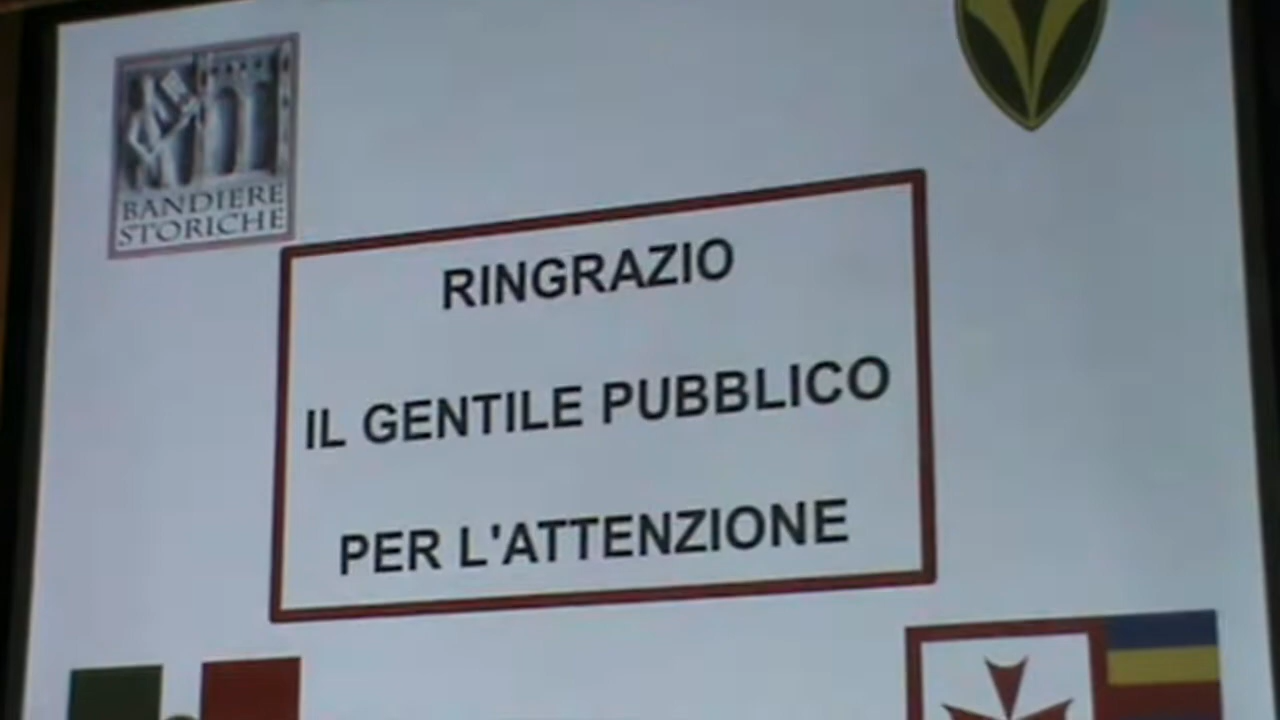 BANDIERE
STORICHE
RINGRAZIO
IL GENTILE PUBBLICO
PER L'ATTENZIONE